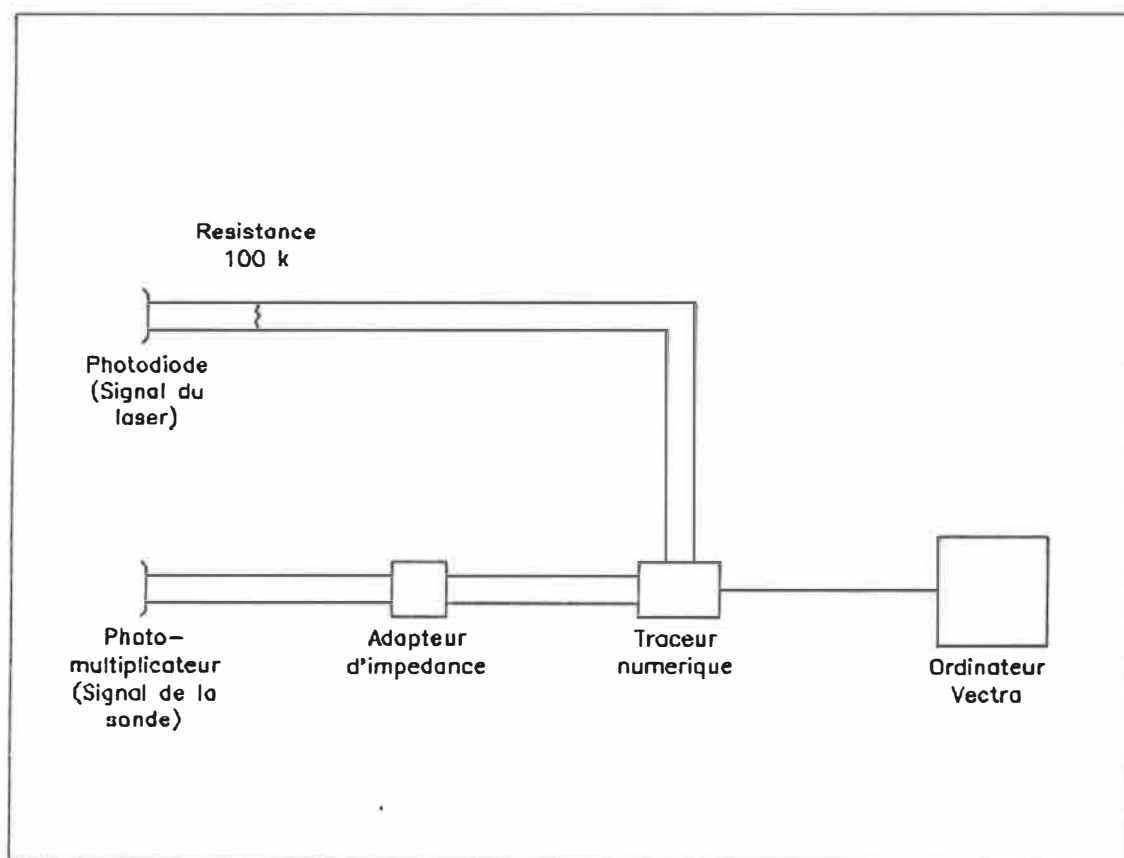 Resistance
100 k
Photodiode
(Signal du
laser)
Photo-
multiplicateur
(Signal de la
sonde)
Adapteur
d'impedance
Traceur
numerique
Ordinateur
Vectra